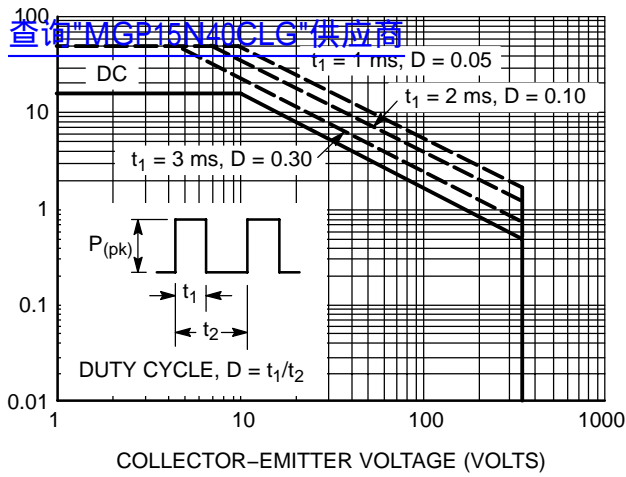 100
查询"MGP15N40CLG"供应商
t1 = 1 ms, D = 0.05
DC
t1 = 2 ms, D = 0.10
10
t1 = 3 ms, D = 0.30
1
P(pk)
t1
0.1
t2
DUTY CYCLE, D = t1/t2
0.01
1 10 100 1000
COLLECTOR–EMITTER VOLTAGE (VOLTS)